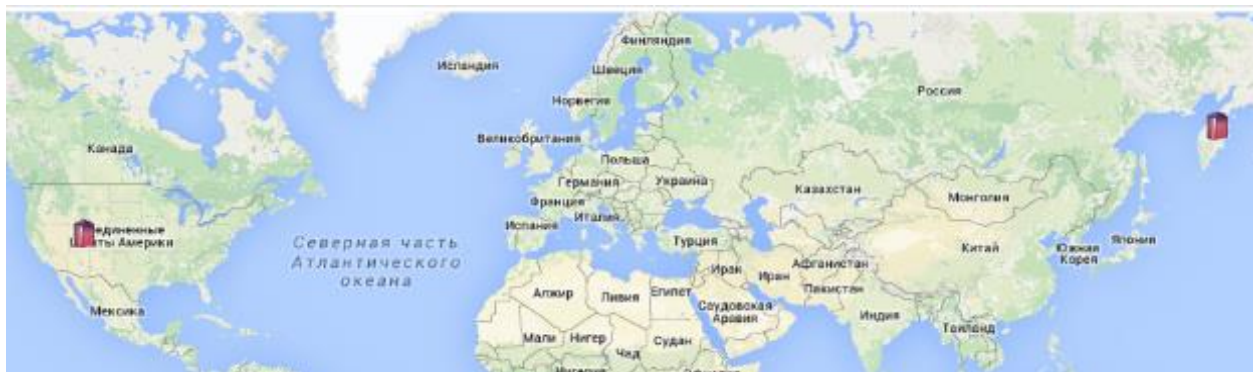 Финляндия
Исландия
Швеция
Россия
Норвегия
Великобритания
Канада
Польша
Германия
Украина
Казахстан
Монголия
Франция
Италия
Испания
единенные
ты Америки
Северная часть
Атлантического
океана
Турция
Китай
Южная
Корея
Япония
Афганистан
Ирак
Иран
Пакистан
Алжир
Ливия
Египет
Саудовская
Аравия
Мексика
Индия
Таиланд
Мали
Нигер
Чад
Судан